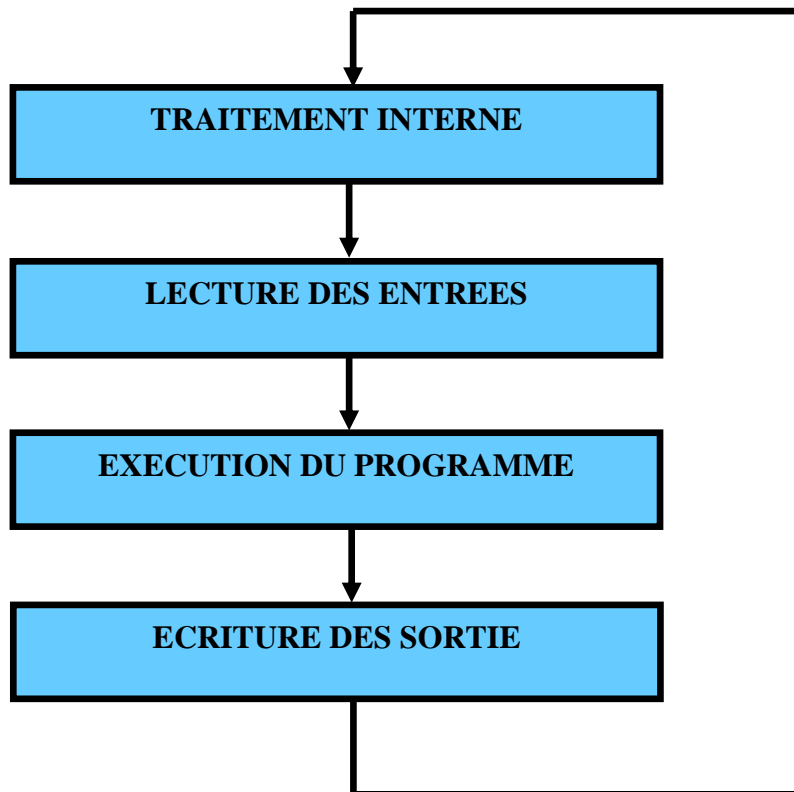 TRAITEMENT INTERNE
LECTURE DES ENTREES
EXECUTION DU PROGRAMME
ECRITURE DES SORTIE